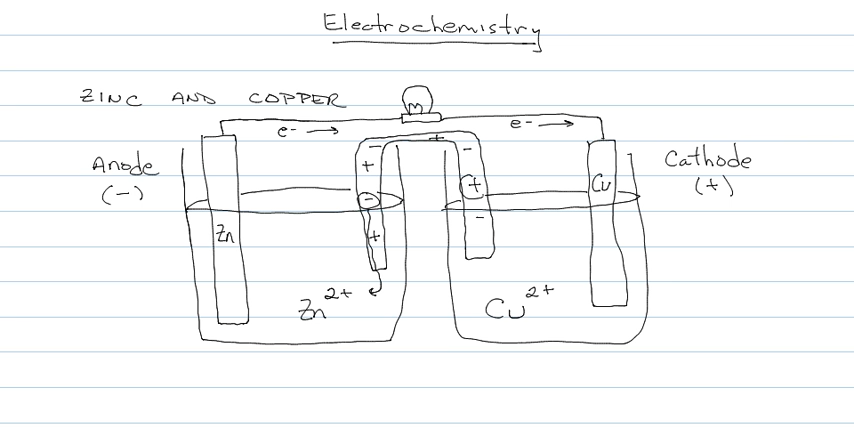 Electrochemistry
ZINC AND COPPER
e- → e- →
Anode
(-)
Cathode
(+)
- + -
+
- +
-
+
Zn
Cu
Zn²⁺
Cu²⁺